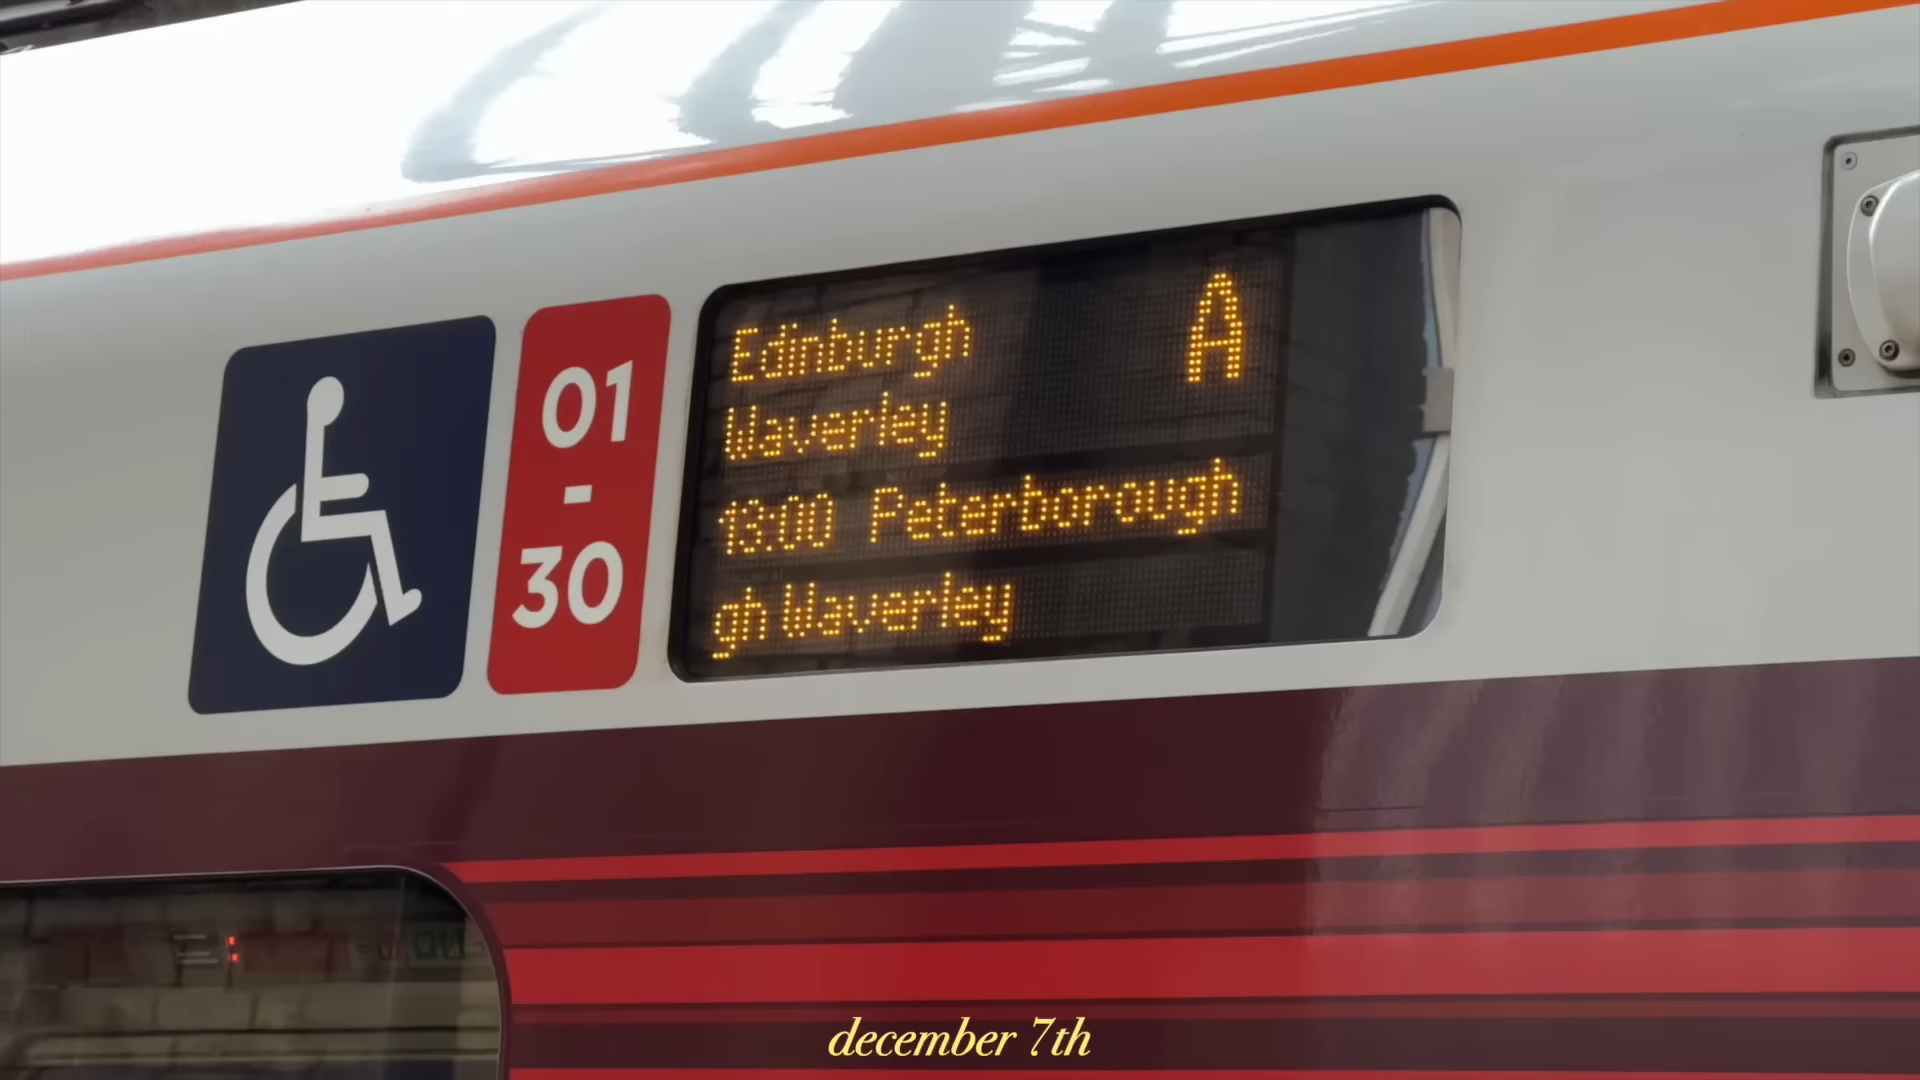 01
-
30
Edinburgh A
Waverley
13:00 Peterborough
gh Waverley
december 7th